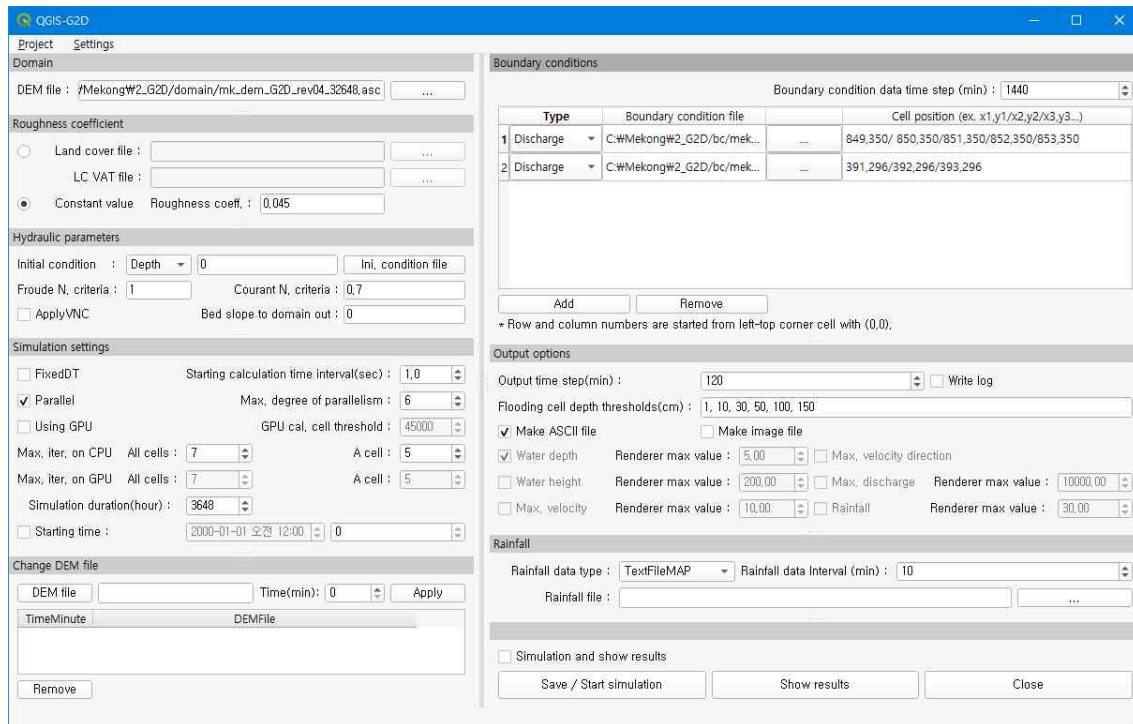 QGIS-G2D
Project Settings
Domain
DEM file : /Mekong₩2_G2D/domain/mk_dem_G2D_rev04_32648.asc ...
Roughness coefficient
Land cover file : ...
LC VAT file : ...
Constant value Roughness coeff. : 0.045
Hydraulic parameters
Initial condition : Depth 0 Ini. condition file
Froude N. criteria : 1 Courant N. criteria : 0.7
ApplyVNC Bed slope to domain out : 0
Simulation settings
FixedDT Starting calculation time interval(sec) : 1.0
Parallel Max. degree of parallelism : 6
Using GPU GPU cal. cell threshold : 45000
Max. iter. on CPU All cells : 7 A cell : 5
Max. iter. on GPU All cells : 7 A cell : 5
Simulation duration(hour) : 3648
Starting time : 2000-01-01 오전 12:00 0
Change DEM file
DEM file Time(min): 0 Apply
TimeMinute DEMFile
Remove
Boundary conditions
Boundary condition data time step (min) : 1440
Type Boundary condition file Cell position (ex. x1,y1/x2,y2/x3,y3...)
1 Discharge C:₩Mekong₩2_G2D/bc/mek... ... 849,350/ 850,350/851,350/852,350/853,350
2 Discharge C:₩Mekong₩2_G2D/bc/mek... ... 391,296/392,296/393,296
Add Remove
* Row and column numbers are started from left-top corner cell with (0,0).
Output options
Output time step(min) : 120 Write log
Flooding cell depth thresholds(cm) : 1, 10, 30, 50, 100, 150
Make ASCII file Make image file
Water depth Renderer max value : 5.00 Max. velocity direction
Water height Renderer max value : 200.00 Max. discharge Renderer max value : 10000.00
Max. velocity Renderer max value : 10.00 Rainfall Renderer max value : 30.00
Rainfall
Rainfall data type : TextFileMAP Rainfall data Interval (min) : 10
Rainfall file : ...
Simulation and show results
Save / Start simulation Show results Close